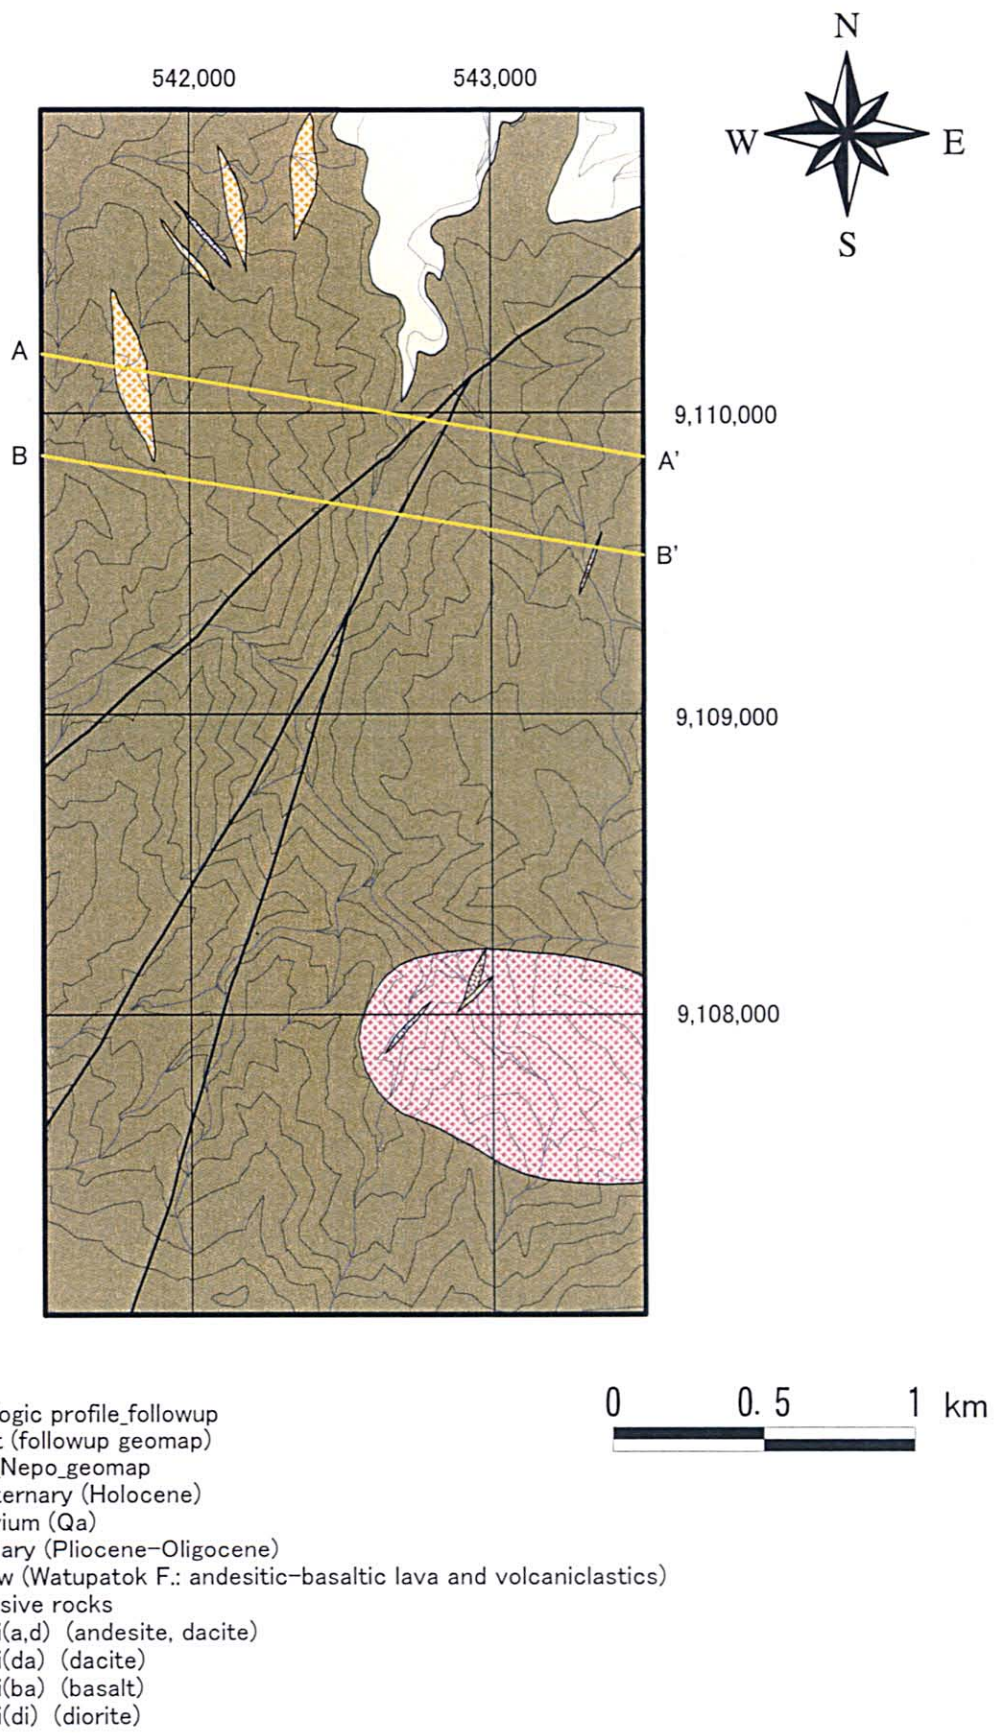 N
542,000 543,000
W E
S
A
9,110,000
B
A'
B'
9,109,000
9,108,000
0 0.5 1 km
ogic profile_followup
(followup geomap)
_Nepo_geomap
ernary (Holocene)
ium (Qa)
ary (Pliocene-Oligocene)
w (Watupatok F.: andesitic-basaltic lava and volcaniclastics)
sive rocks
i(a,d) (andesite, dacite)
i(da) (dacite)
i(ba) (basalt)
i(di) (diorite)